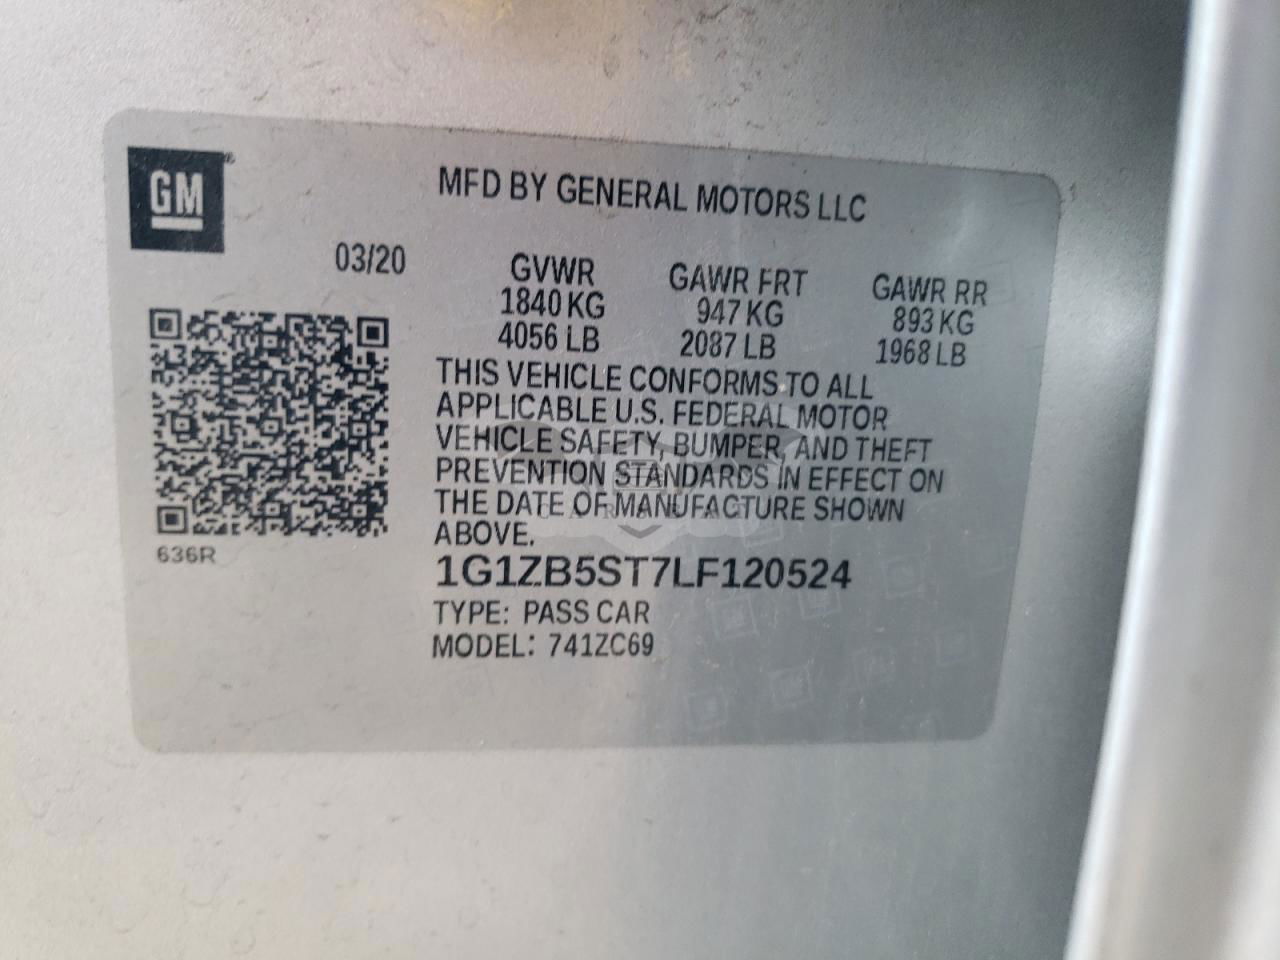 GM®
MFD BY GENERAL MOTORS LLC
03/20
GVWR GAWR FRT GAWR RR
1840 KG 947 KG 893 KG
4056 LB 2087 LB 1968 LB
THIS VEHICLE CONFORMS TO ALL
APPLICABLE U.S. FEDERAL MOTOR
VEHICLE SAFETY, BUMPER, AND THEFT
PREVENTION STANDARDS IN EFFECT ON
THE DATE OF MANUFACTURE SHOWN
ABOVE.
636R
1G1ZB5ST7LF120524
TYPE: PASS CAR
MODEL: 741ZC69